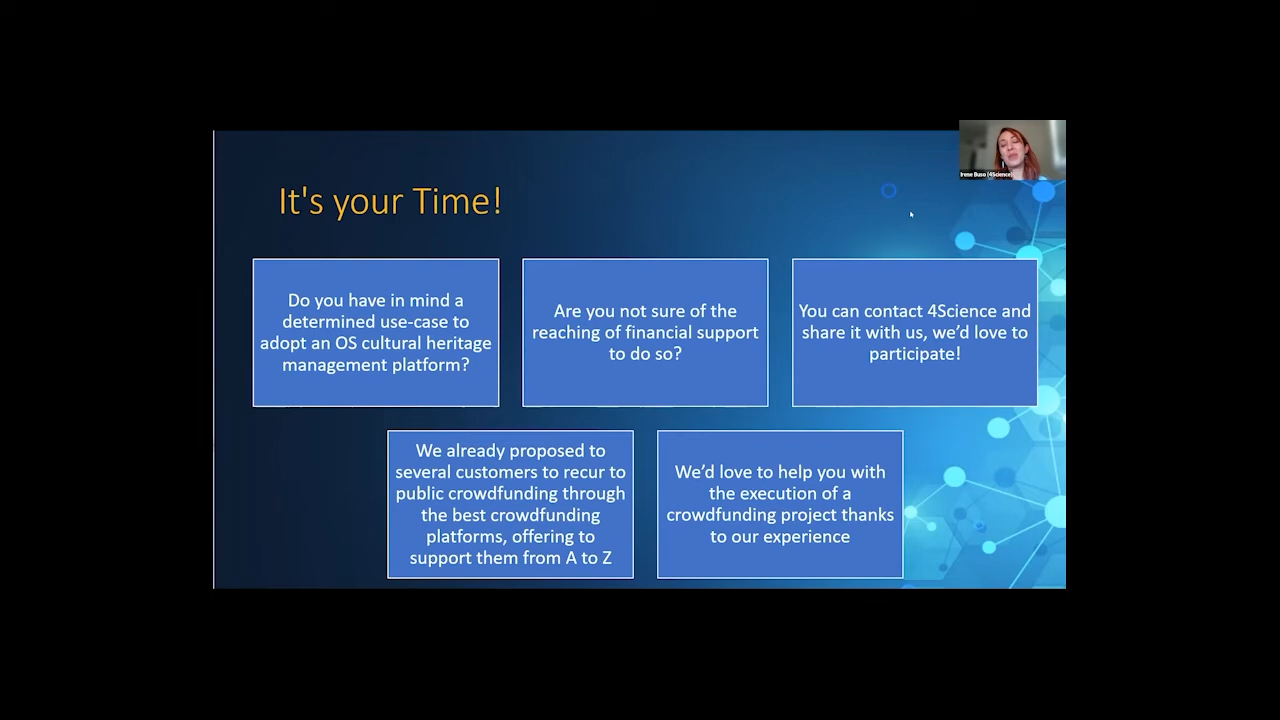 Irene Buso (4Science)
It's your Time!
Do you have in mind a
determined use-case to
adopt an OS cultural heritage
management platform?
Are you not sure of the
reaching of financial support
to do so?
You can contact 4Science and
share it with us, we’d love to
participate!
We already proposed to
several customers to recur to
public crowdfunding through
the best crowdfunding
platforms, offering to
support them from A to Z
We’d love to help you with
the execution of a
crowdfunding project thanks
to our experience